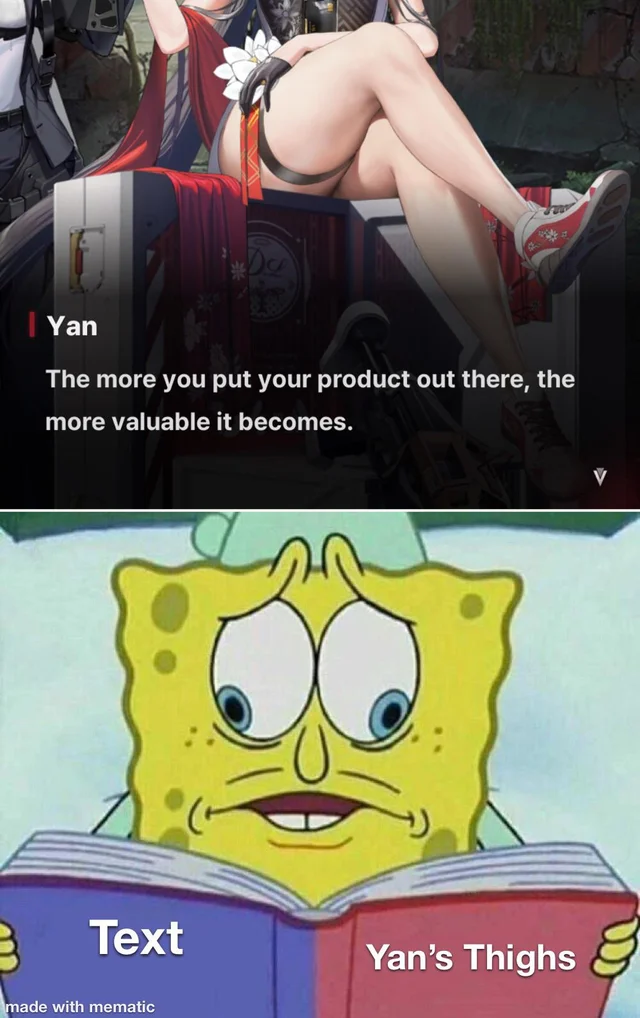 Yan
The more you put your product out there, the
more valuable it becomes.
Text
Yan's Thighs
made with mematic